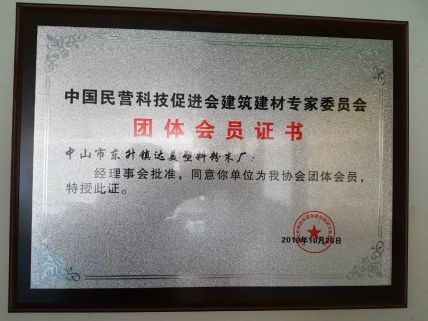 中国民营科技促进会建筑建材专家委员会
团体会员证书
中山市东升镇达美塑料粉末厂：
经理事会批准，同意你单位为我协会团体会员，
特授此证。
2010年10月20日